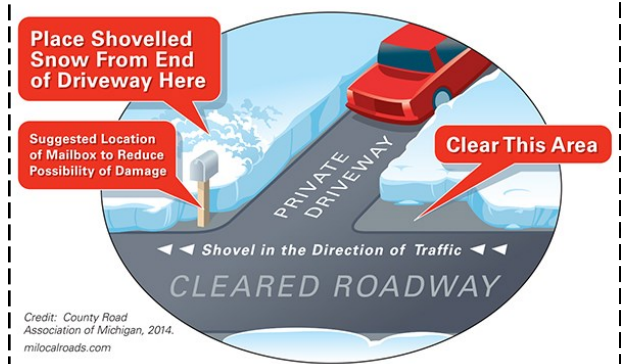 Place Shovelled
Snow From End
of Driveway Here
Suggested Location
of Mailbox to Reduce
Possibility of Damage
Clear This Area
PRIVATE
DRIVEWAY
Shovel in the Direction of Traffic
CLEARED ROADWAY
Credit: County Road
Association of Michigan, 2014.
milocalroads.com